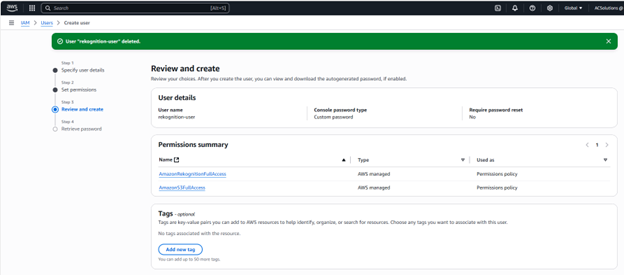 aws
Search
[Alt+S]
Global
ACSolutions @
IAM > Users > Create user
User "rekognition-user" deleted.
Step 1
Specify user details
Step 2
Set permissions
Step 3
Review and create
Step 4
Retrieve password
Review and create
Review your choices. After you create the user, you can view and download the autogenerated password, if enabled.
User details
User name
rekognition-user
Console password type
Custom password
Require password reset
No
Permissions summary
1
Name
Type
Used as
AmazonRekognitionFullAccess
AWS managed
Permissions policy
AmazonS3FullAccess
AWS managed
Permissions policy
Tags - optional
Tags are key-value pairs you can add to AWS resources to help identify, organize, or search for resources. Choose any tags you want to associate with this user.
No tags associated with the resource.
Add new tag
You can add up to 50 more tags.